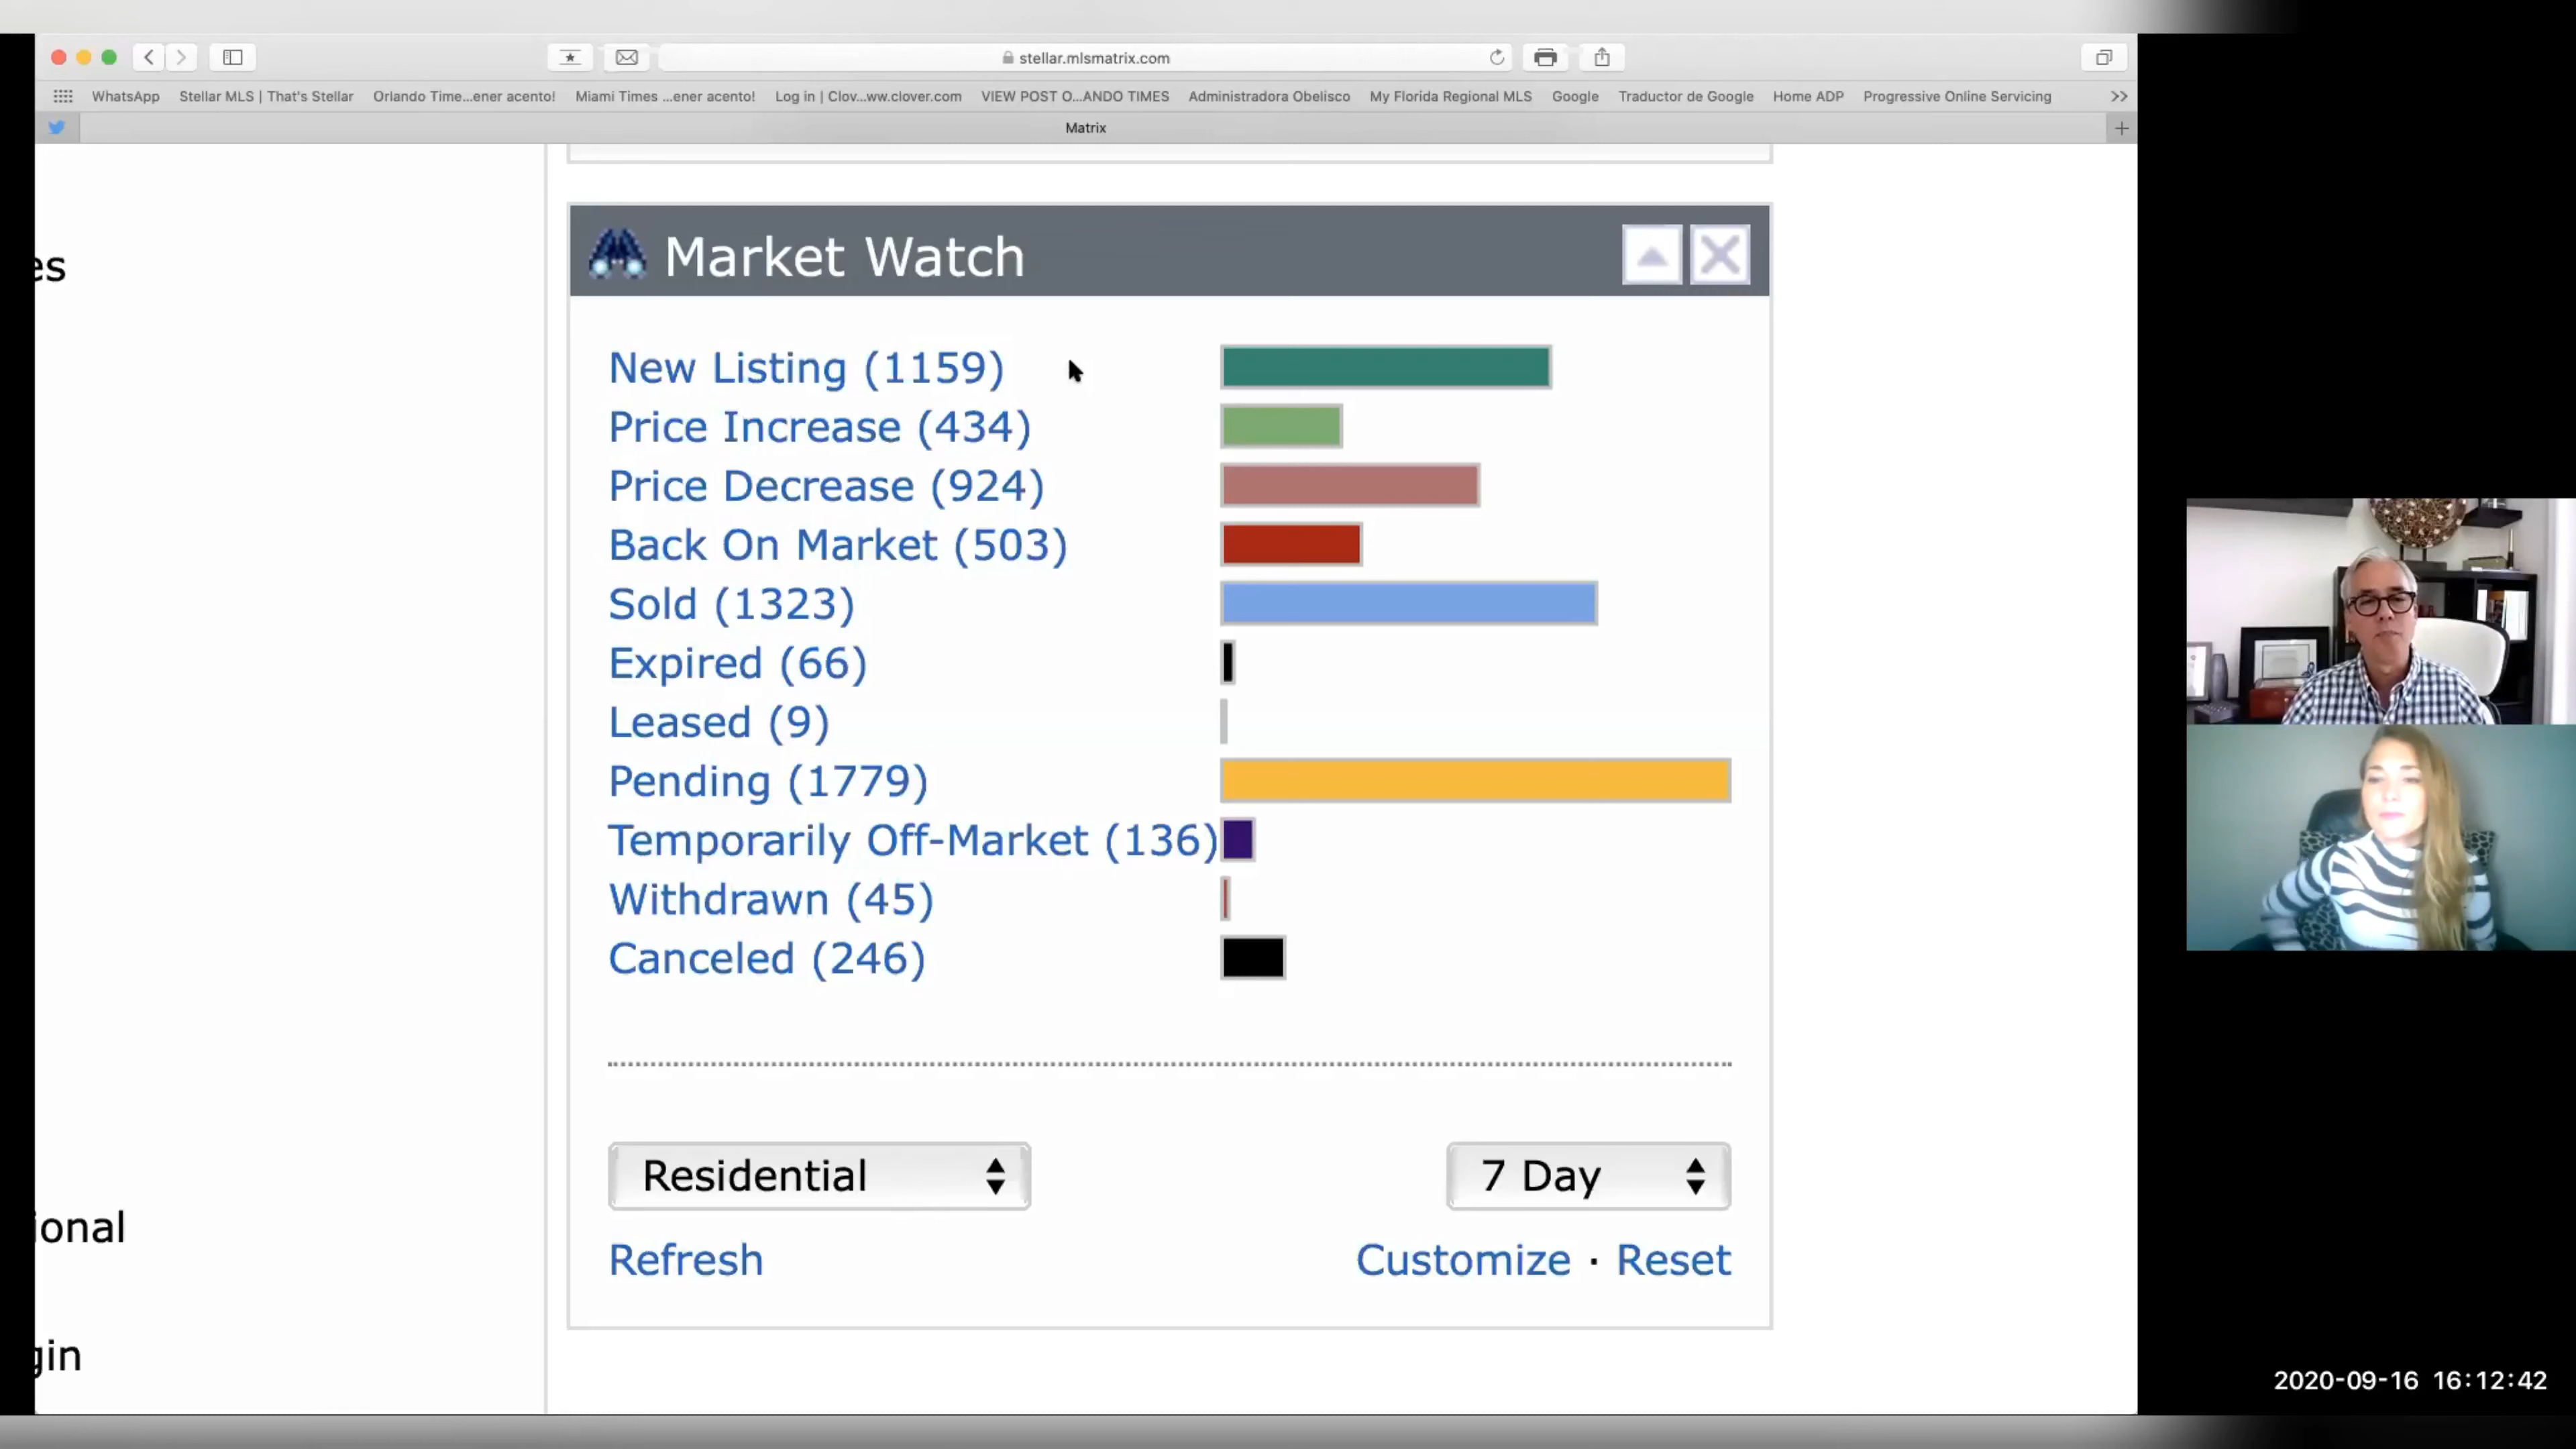 stellar.mlsmatrix.com
WhatsApp Stellar MLS | That's Stellar Orlando Time...ener acento! Miami Times ...ener acento! Log in | Clov...ww.clover.com VIEW POST O...ANDO TIMES Administradora Obelisco My Florida Regional MLS Google Traductor de Google Home ADP Progressive Online Servicing >>
Matrix
es
Market Watch
New Listing (1159)
Price Increase (434)
Price Decrease (924)
Back On Market (503)
Sold (1323)
Expired (66)
Leased (9)
Pending (1779)
Temporarily Off-Market (136)
Withdrawn (45)
Canceled (246)
Residential 7 Day
ional
Refresh Customize · Reset
gin
2020-09-16 16:12:42